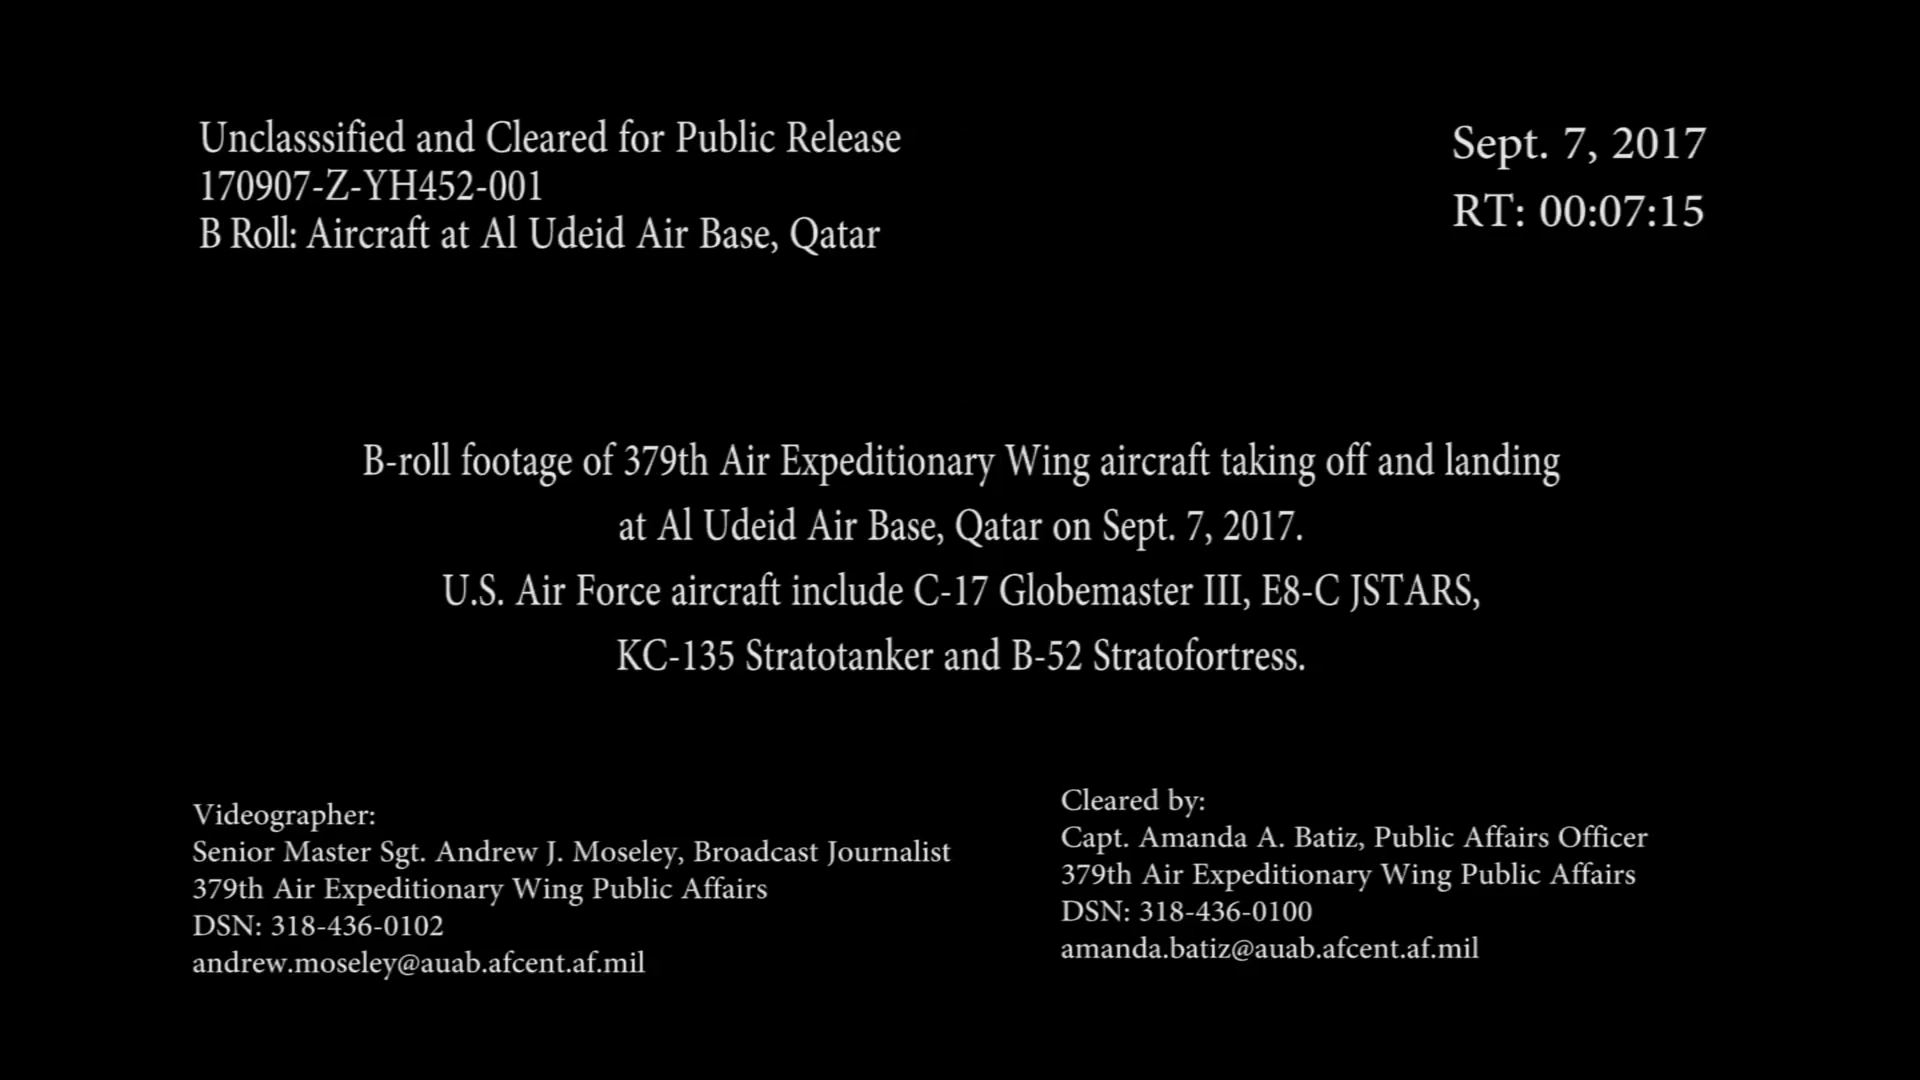 Unclasssified and Cleared for Public Release
170907-Z-YH452-001
B Roll: Aircraft at Al Udeid Air Base, Qatar
Sept. 7, 2017
RT: 00:07:15
B-roll footage of 379th Air Expeditionary Wing aircraft taking off and landing
at Al Udeid Air Base, Qatar on Sept. 7, 2017.
U.S. Air Force aircraft include C-17 Globemaster III, E8-C JSTARS,
KC-135 Stratotanker and B-52 Stratofortress.
Videographer:
Senior Master Sgt. Andrew J. Moseley, Broadcast Journalist
379th Air Expeditionary Wing Public Affairs
DSN: 318-436-0102
andrew.moseley@auab.afcent.af.mil
Cleared by:
Capt. Amanda A. Batiz, Public Affairs Officer
379th Air Expeditionary Wing Public Affairs
DSN: 318-436-0100
amanda.batiz@auab.afcent.af.mil